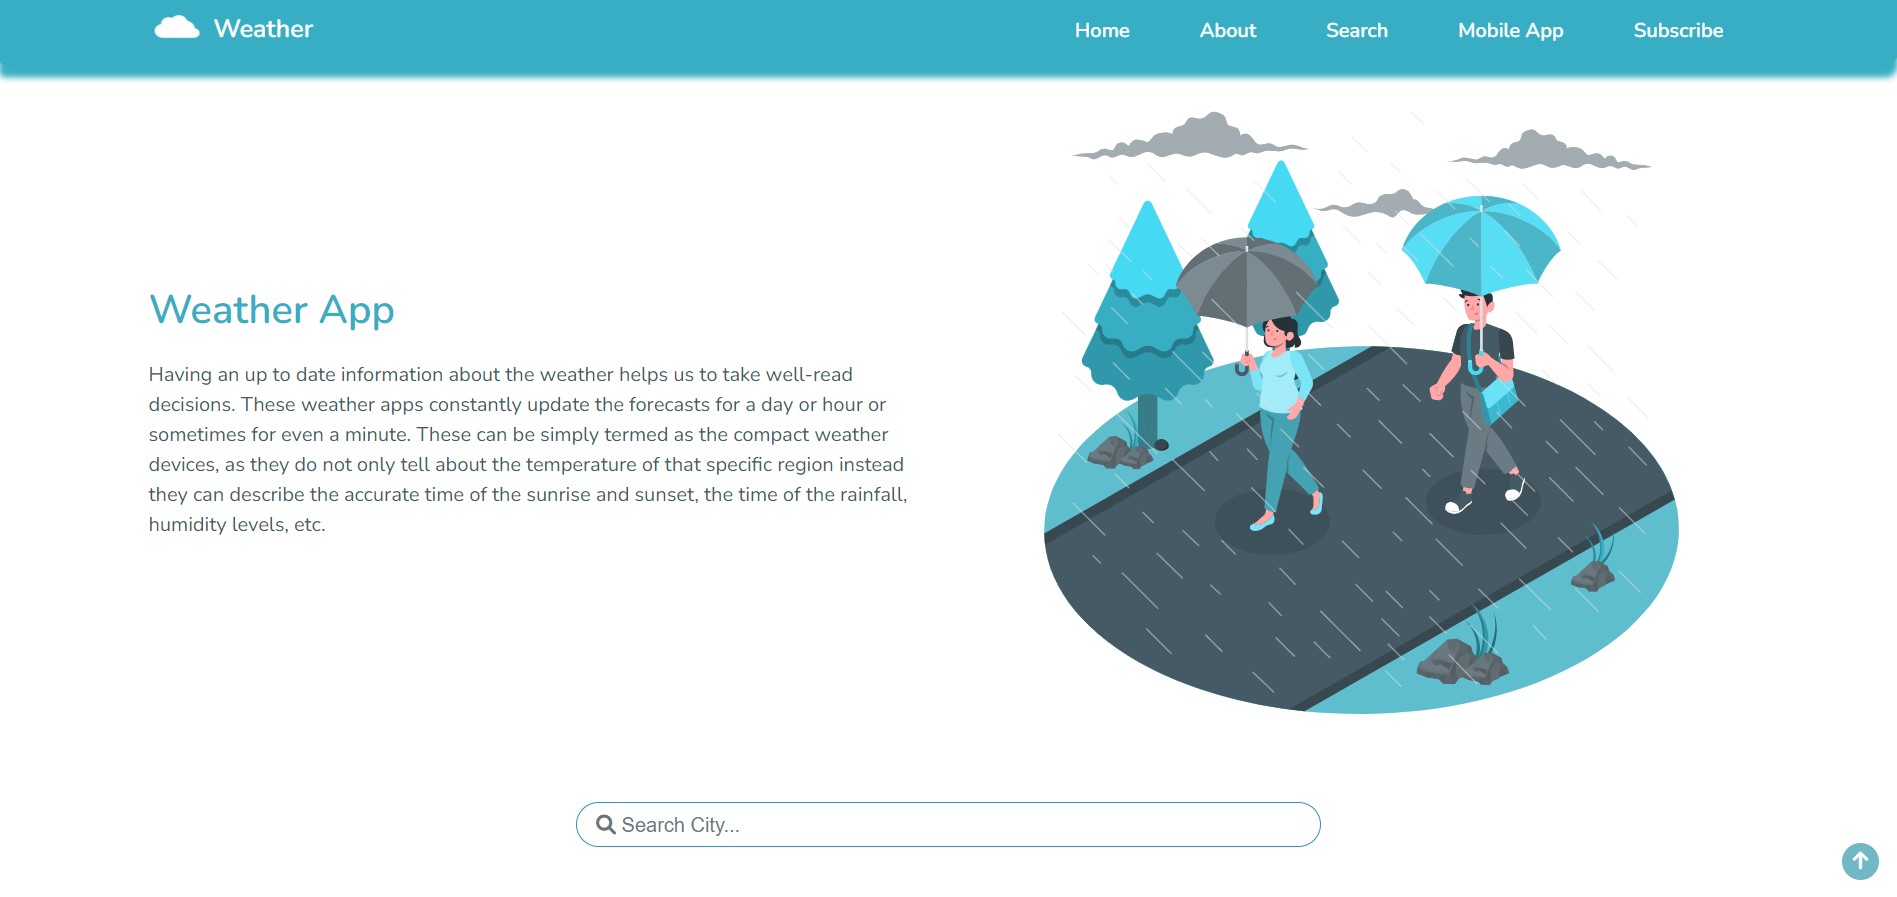 Weather
Home
About
Search
Mobile App
Subscribe
Weather App
Having an up to date information about the weather helps us to take well-read
decisions. These weather apps constantly update the forecasts for a day or hour or
sometimes for even a minute. These can be simply termed as the compact weather
devices, as they do not only tell about the temperature of that specific region instead
they can describe the accurate time of the sunrise and sunset, the time of the rainfall,
humidity levels, etc.
Search City...